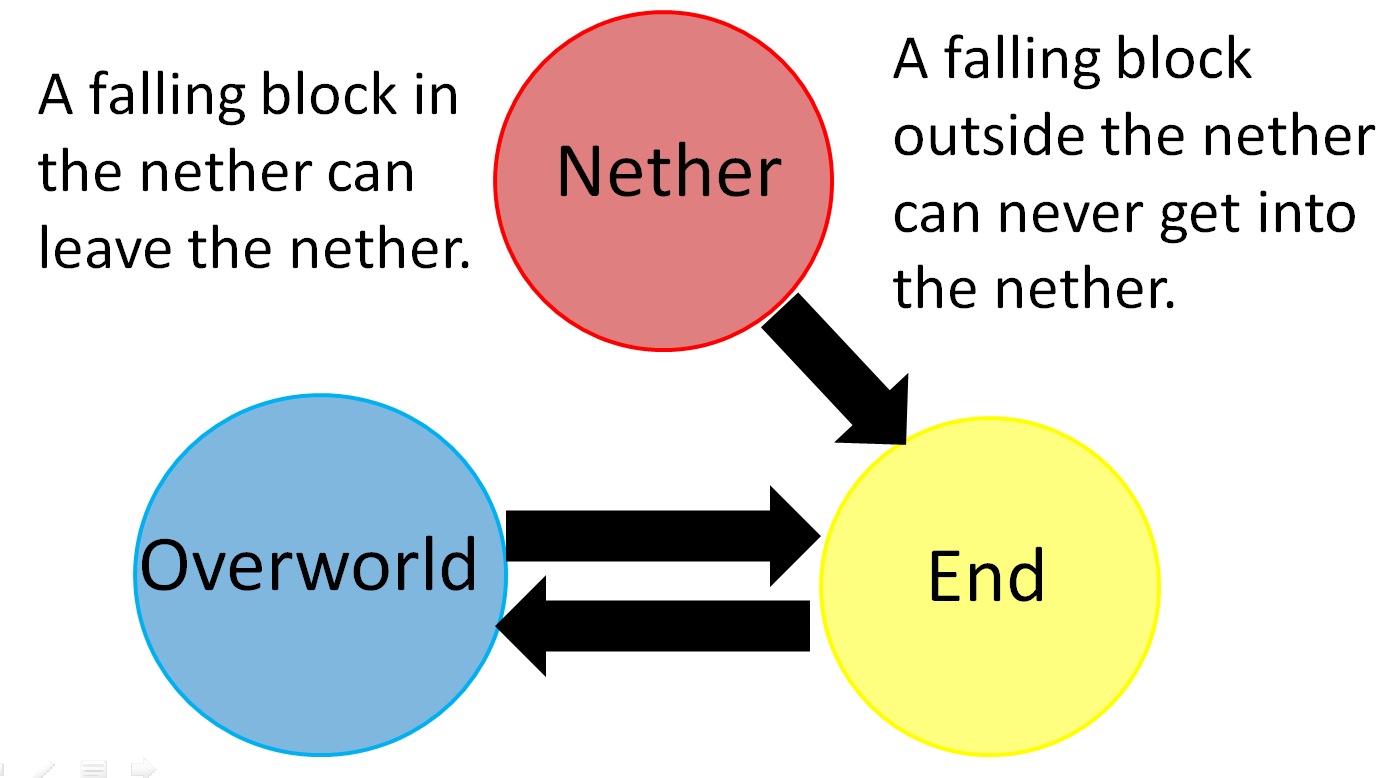 A falling block in
the nether can
leave the nether.
Nether
A falling block
outside the nether
can never get into
the nether.
Overworld
End